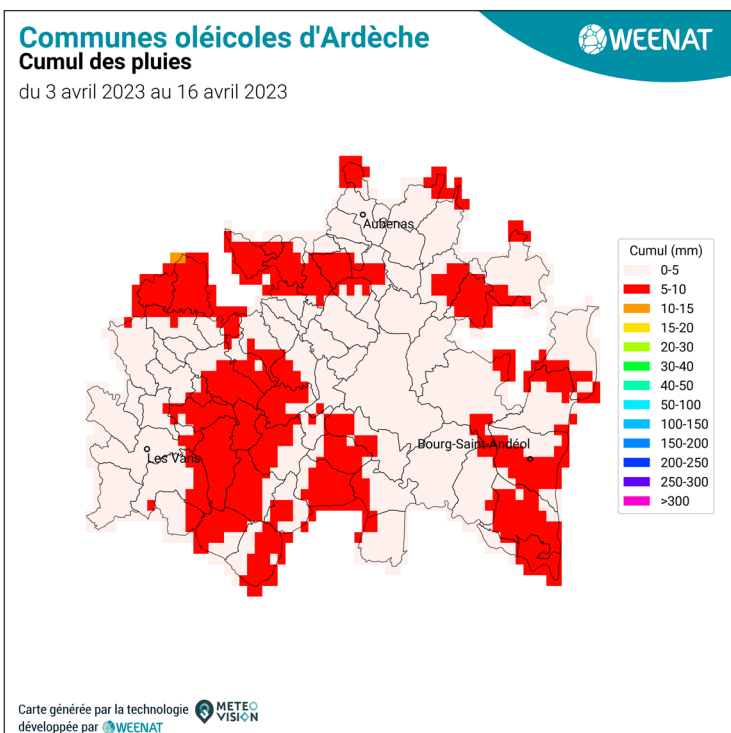 Communes oléicoles d'Ardèche
Cumul des pluies
du 3 avril 2023 au 16 avril 2023
WEENAT
Aubenas
Bourg-Saint-Andéol
Les Vans
Cumul (mm)
0-5
5-10
10-15
15-20
20-30
30-40
40-50
50-100
100-150
150-200
200-250
250-300
>300
Carte générée par la technologie METEO
VISION
développée par WEENAT